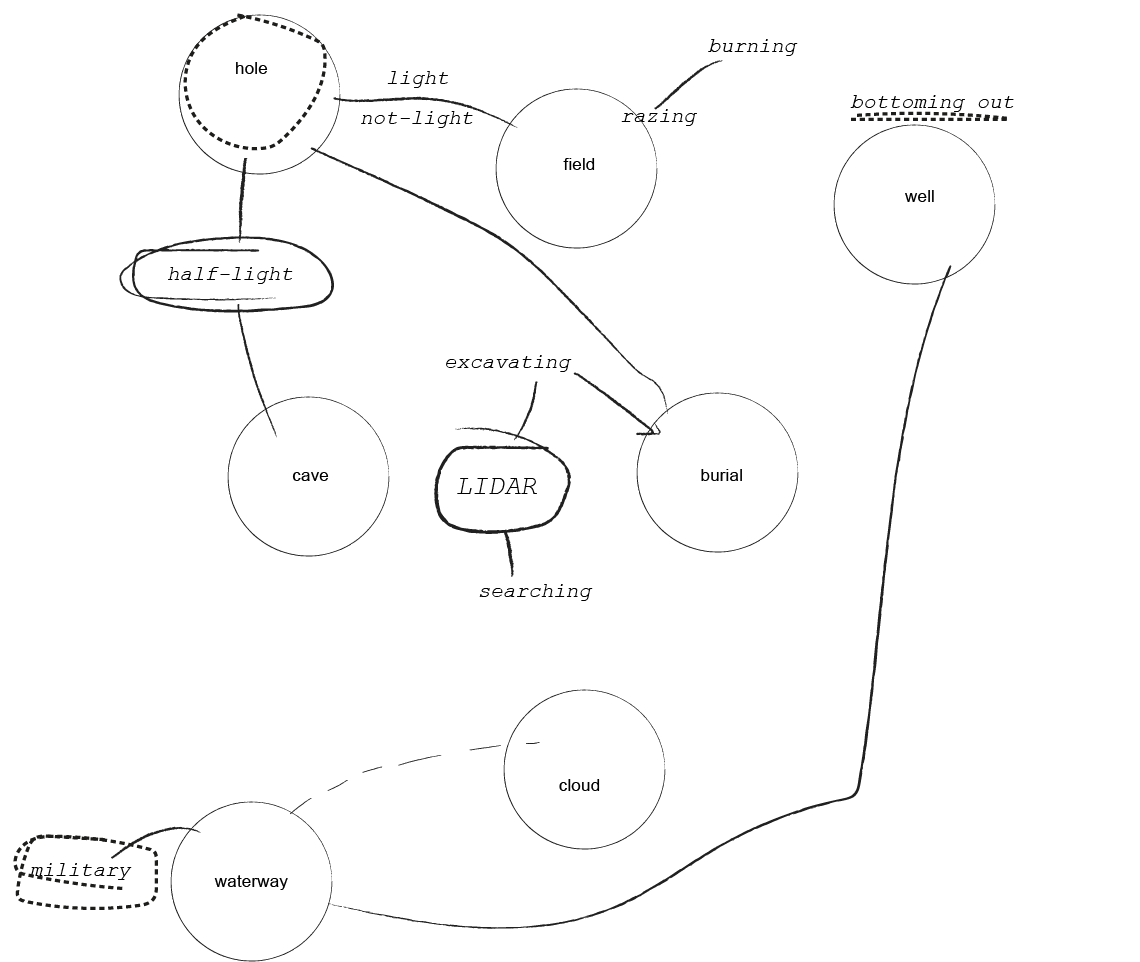 hole
light
not-light
burning
razing
field
bottoming out
well
half-light
excavating
cave
LIDAR
burial
searching
cloud
military
waterway